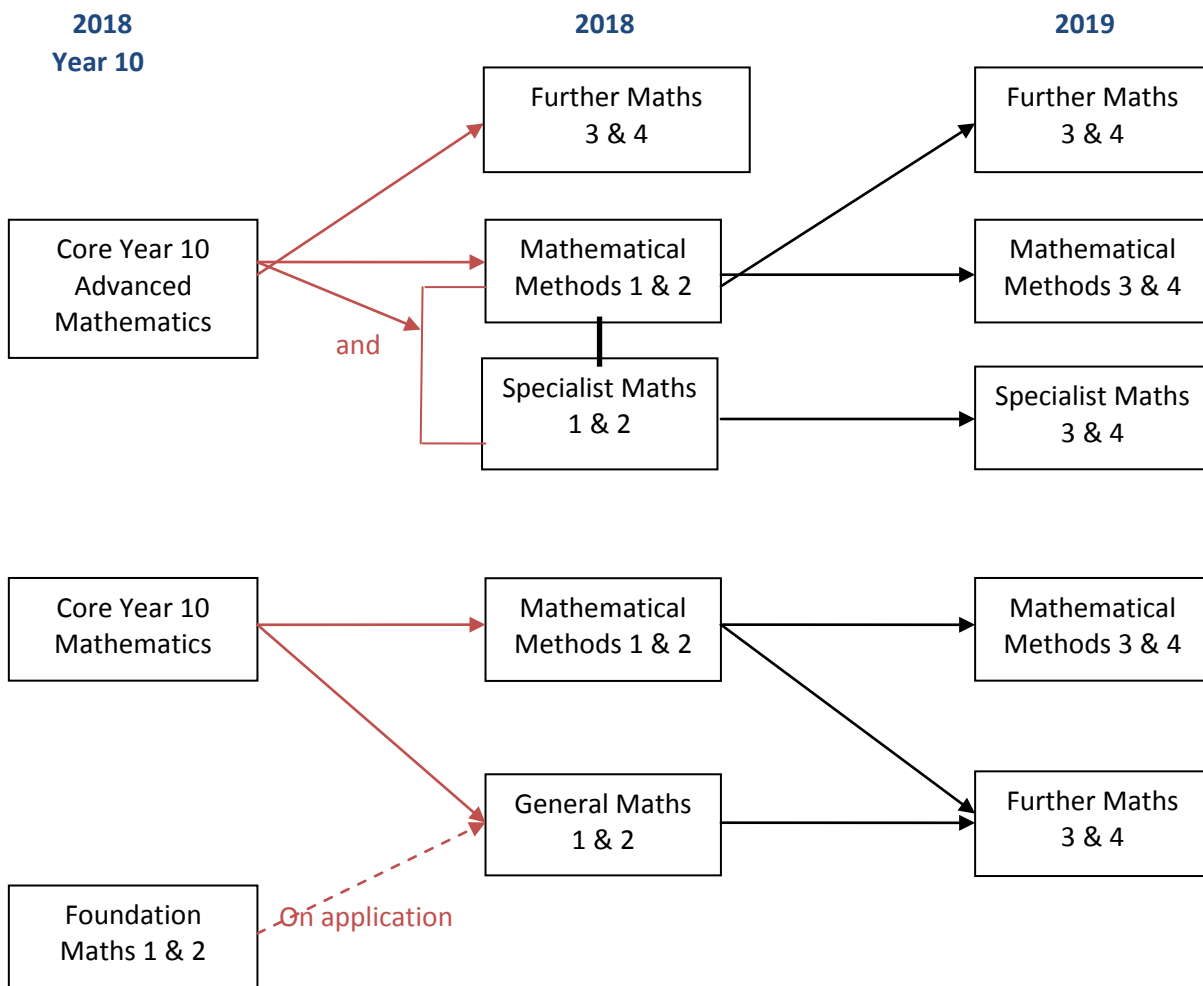 2018
Year 10
2018
2019
Further Maths
3 & 4
Further Maths
3 & 4
Core Year 10
Advanced
Mathematics
Mathematical
Methods 1 & 2
Mathematical
Methods 3 & 4
and
Specialist Maths
1 & 2
Specialist Maths
3 & 4
Core Year 10
Mathematics
Mathematical
Methods 1 & 2
Mathematical
Methods 3 & 4
General Maths
1 & 2
Further Maths
3 & 4
Foundation
Maths 1 & 2
On application